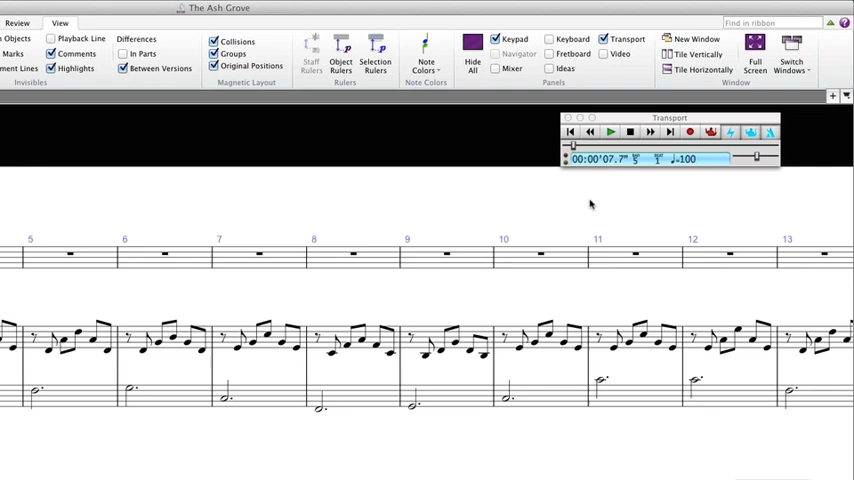 The Ash Grove
Review View Find in ribbon
Objects Playback Line Differences Collisions Keypad Keyboard Transport New Window
Marks Comments In Parts Groups Navigator Fretboard Video Tile Vertically
ment Lines Highlights Between Versions Original Positions Mixer Ideas Tile Horizontally
Staff Rulers Object Rulers Selection Rulers Note Colors Hide All Full Screen Switch Windows
Invisibles Magnetic Layout Rulers Note Colors Panels Window
Transport
00:00'07.7" BAR 5 BEAT 1 ♩=100
5 6 7 8 9 10 11 12 13